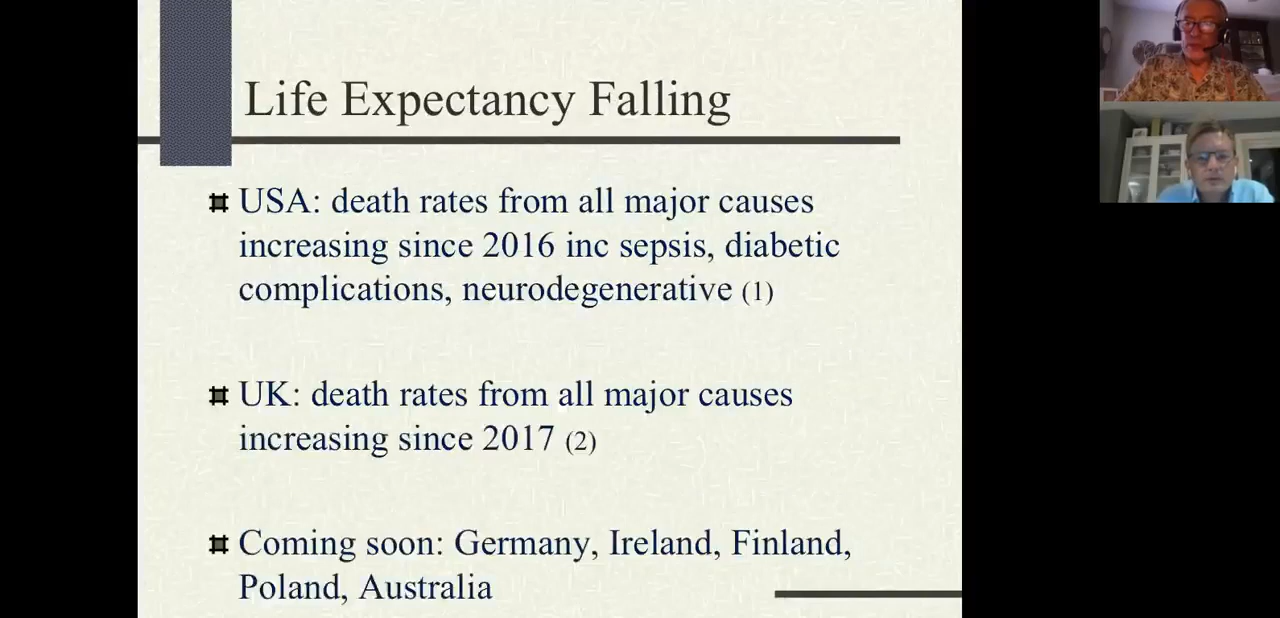 Life Expectancy Falling
USA: death rates from all major causes
increasing since 2016 inc sepsis, diabetic
complications, neurodegenerative (1)
UK: death rates from all major causes
increasing since 2017 (2)
Coming soon: Germany, Ireland, Finland,
Poland, Australia